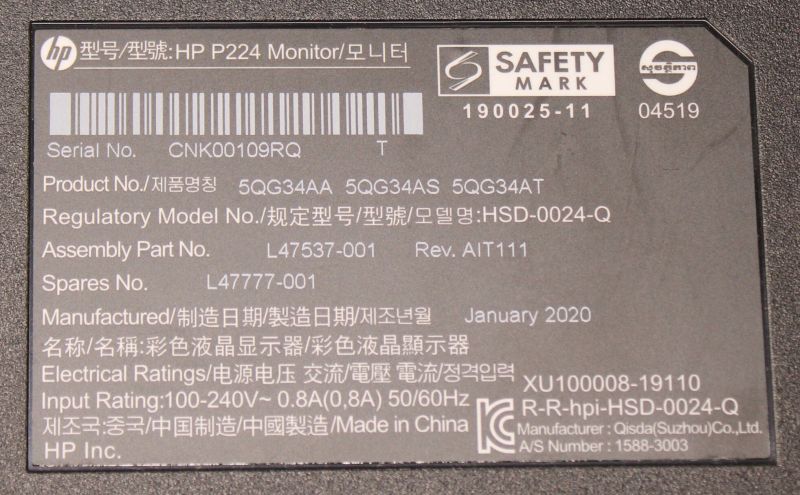 hp 型号/型號:HP P224 Monitor/모니터
SAFETY
MARK
190025-11
04519
Serial No. CNK00109RQ T
Product No./제품명칭 5QG34AA 5QG34AS 5QG34AT
Regulatory Model No./规定型号/型號/모델명:HSD-0024-Q
Assembly Part No. L47537-001 Rev. AIT111
Spares No. L47777-001
Manufactured/制造日期/製造日期/제조년월 January 2020
名称/名稱:彩色液晶显示器/彩色液晶顯示器
Electrical Ratings/电源电压 交流/電壓 電流/정격입력
Input Rating:100-240V~ 0.8A(0,8A) 50/60Hz
제조국:중국/中国制造/中國製造/Made in China
HP Inc.
XU100008-19110
R-R-hpi-HSD-0024-Q
Manufacturer : Qisda(Suzhou)Co.,Ltd.
A/S Number : 1588-3003